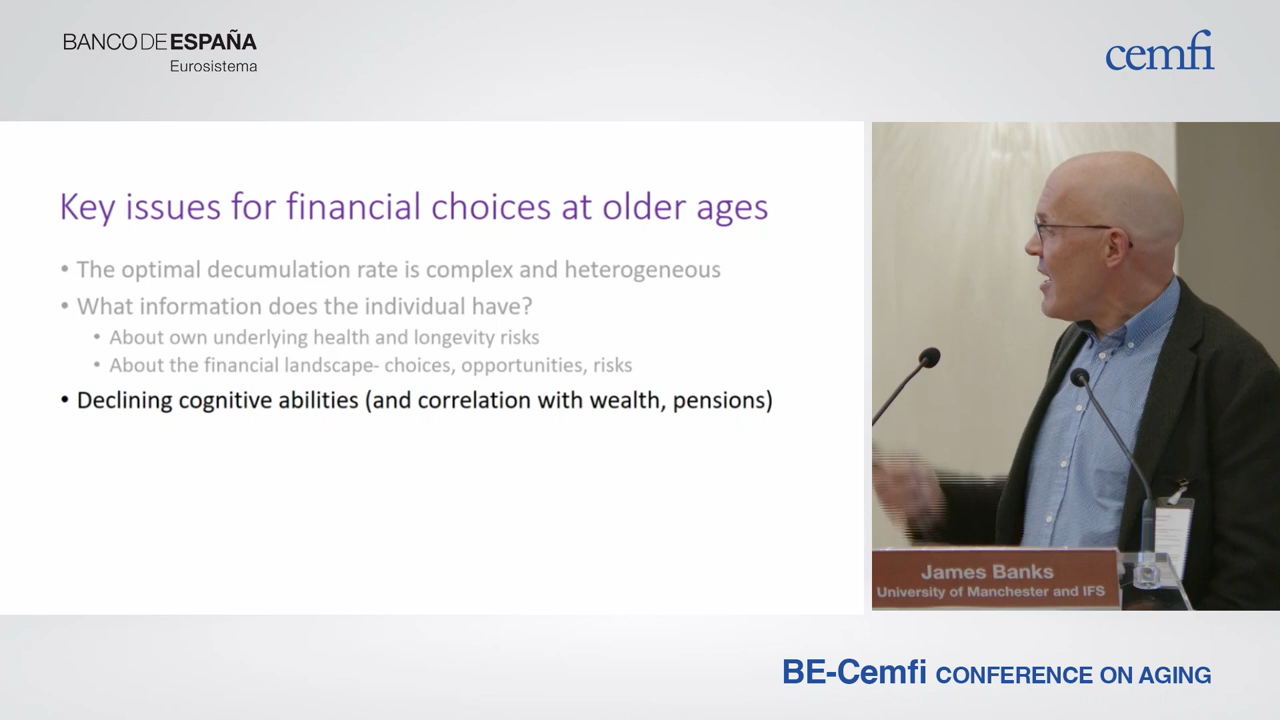 BANCO DE ESPAÑA
Eurosistema
cemfi
Key issues for financial choices at older ages
• The optimal decumulation rate is complex and heterogeneous
• What information does the individual have?
• About own underlying health and longevity risks
• About the financial landscape- choices, opportunities, risks
• Declining cognitive abilities (and correlation with wealth, pensions)
James Banks
University of Manchester and IFS
BE-Cemfi CONFERENCE ON AGING